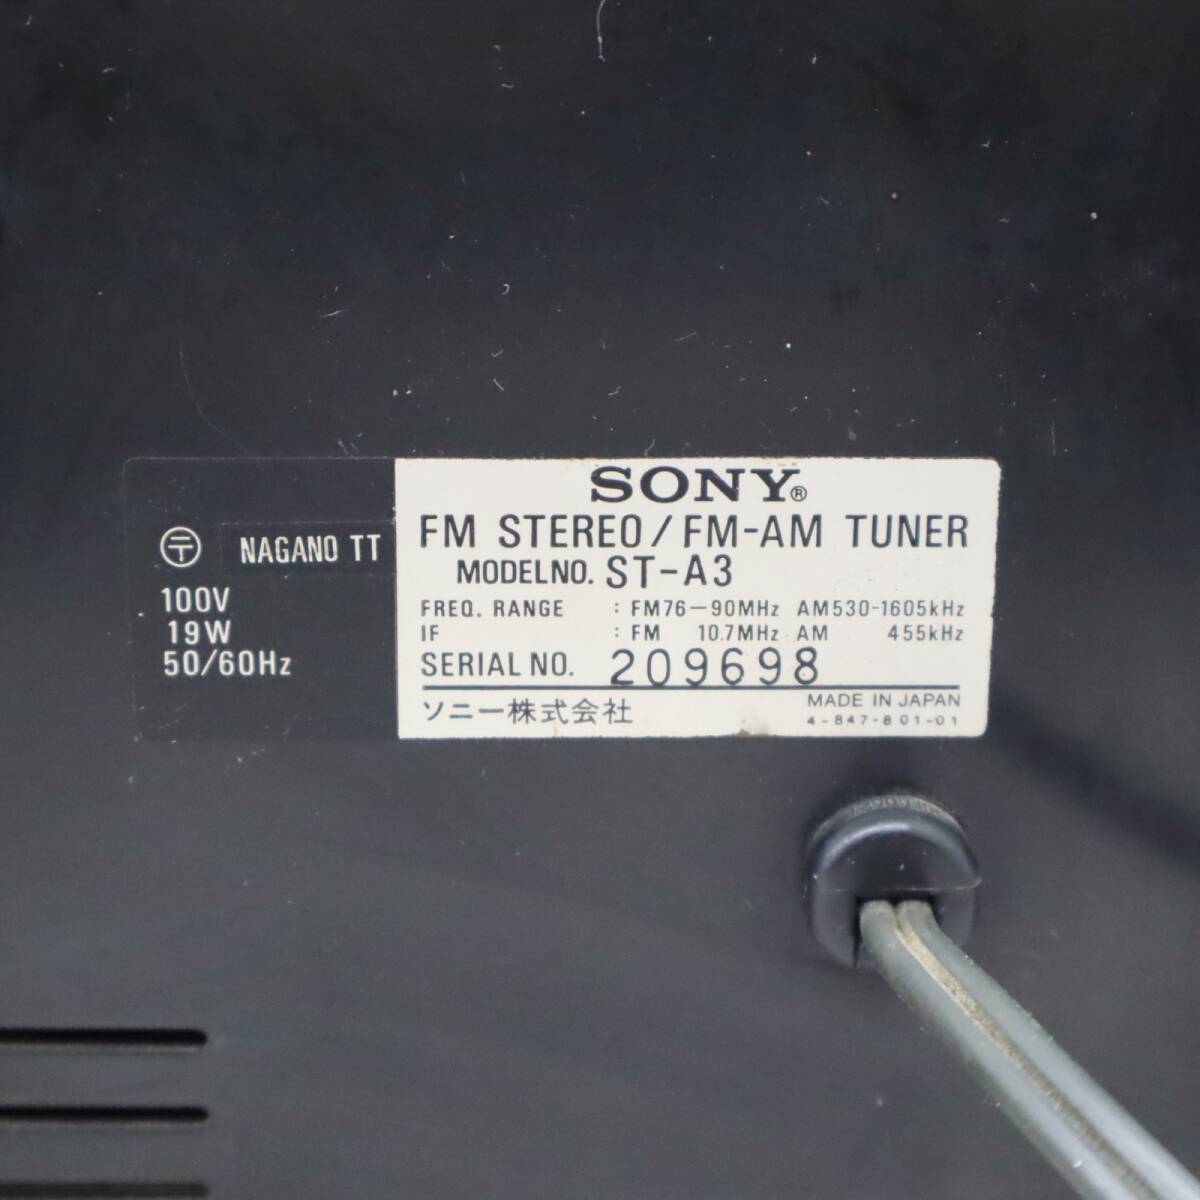 〒 NAGANO TT
100V
19W
50/60Hz
SONY®
FM STEREO/FM-AM TUNER
MODEL NO. ST-A3
FREQ. RANGE : FM76-90MHz AM530-1605kHz
IF : FM 10.7MHz AM 455kHz
SERIAL NO. 209698
ソニー株式会社 MADE IN JAPAN
4-847-801-01